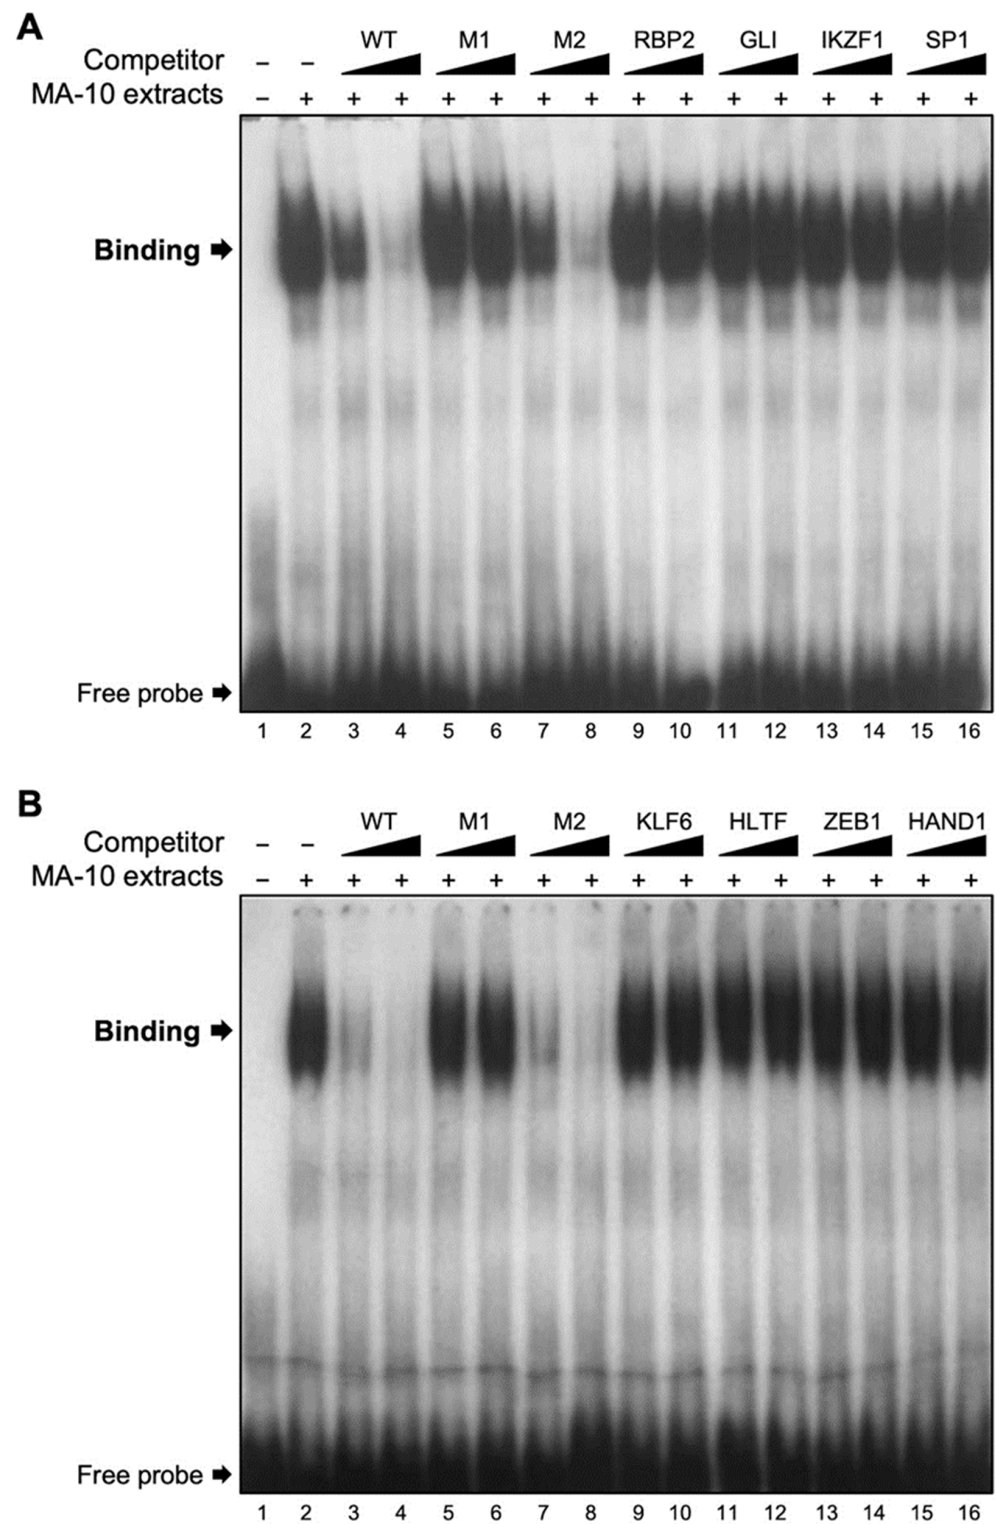 A
WT M1 M2 RBP2 GLI IKZF1 SP1
Competitor – –
MA-10 extracts – + + + + + + + + + + + + + + +
Binding
Free probe
1 2 3 4 5 6 7 8 9 10 11 12 13 14 15 16
B
WT M1 M2 KLF6 HLTF ZEB1 HAND1
Competitor – –
MA-10 extracts – + + + + + + + + + + + + + + +
Binding
Free probe
1 2 3 4 5 6 7 8 9 10 11 12 13 14 15 16